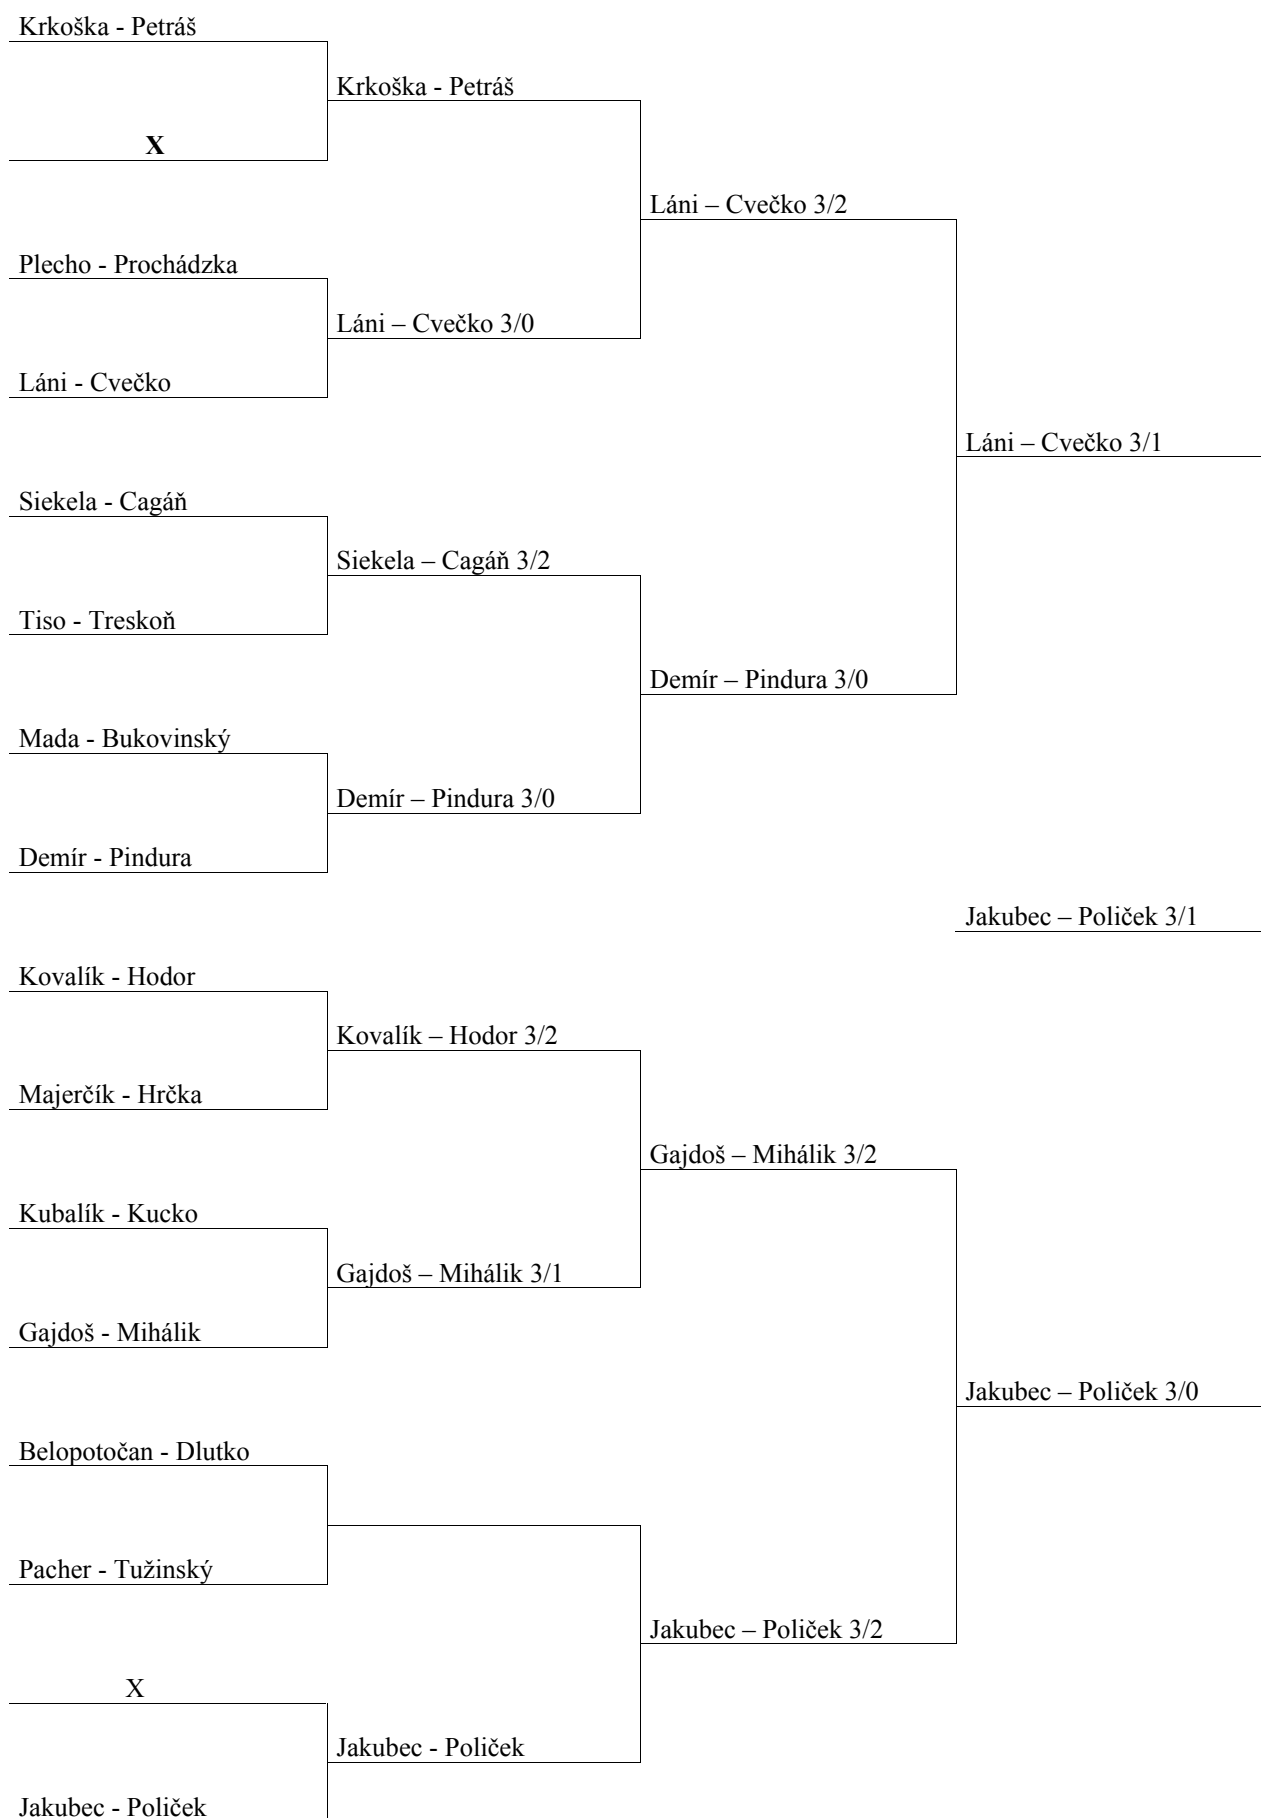 Krkoška - Petráš
Krkoška - Petráš
X
Láni – Cvečko 3/2
Plecho - Prochádzka
Láni – Cvečko 3/0
Láni - Cvečko
Láni – Cvečko 3/1
Siekela - Cagáň
Siekela – Cagáň 3/2
Tiso - Treskoň
Demír – Pindura 3/0
Mada - Bukovinský
Demír – Pindura 3/0
Demír - Pindura
Jakubec – Poliček 3/1
Kovalík - Hodor
Kovalík – Hodor 3/2
Majerčík - Hrčka
Gajdoš – Mihálik 3/2
Kubalík - Kucko
Gajdoš – Mihálik 3/1
Gajdoš - Mihálik
Jakubec – Poliček 3/0
Belopotočan - Dlutko
Pacher - Tužinský
Jakubec – Poliček 3/2
X
Jakubec - Poliček
Jakubec - Poliček